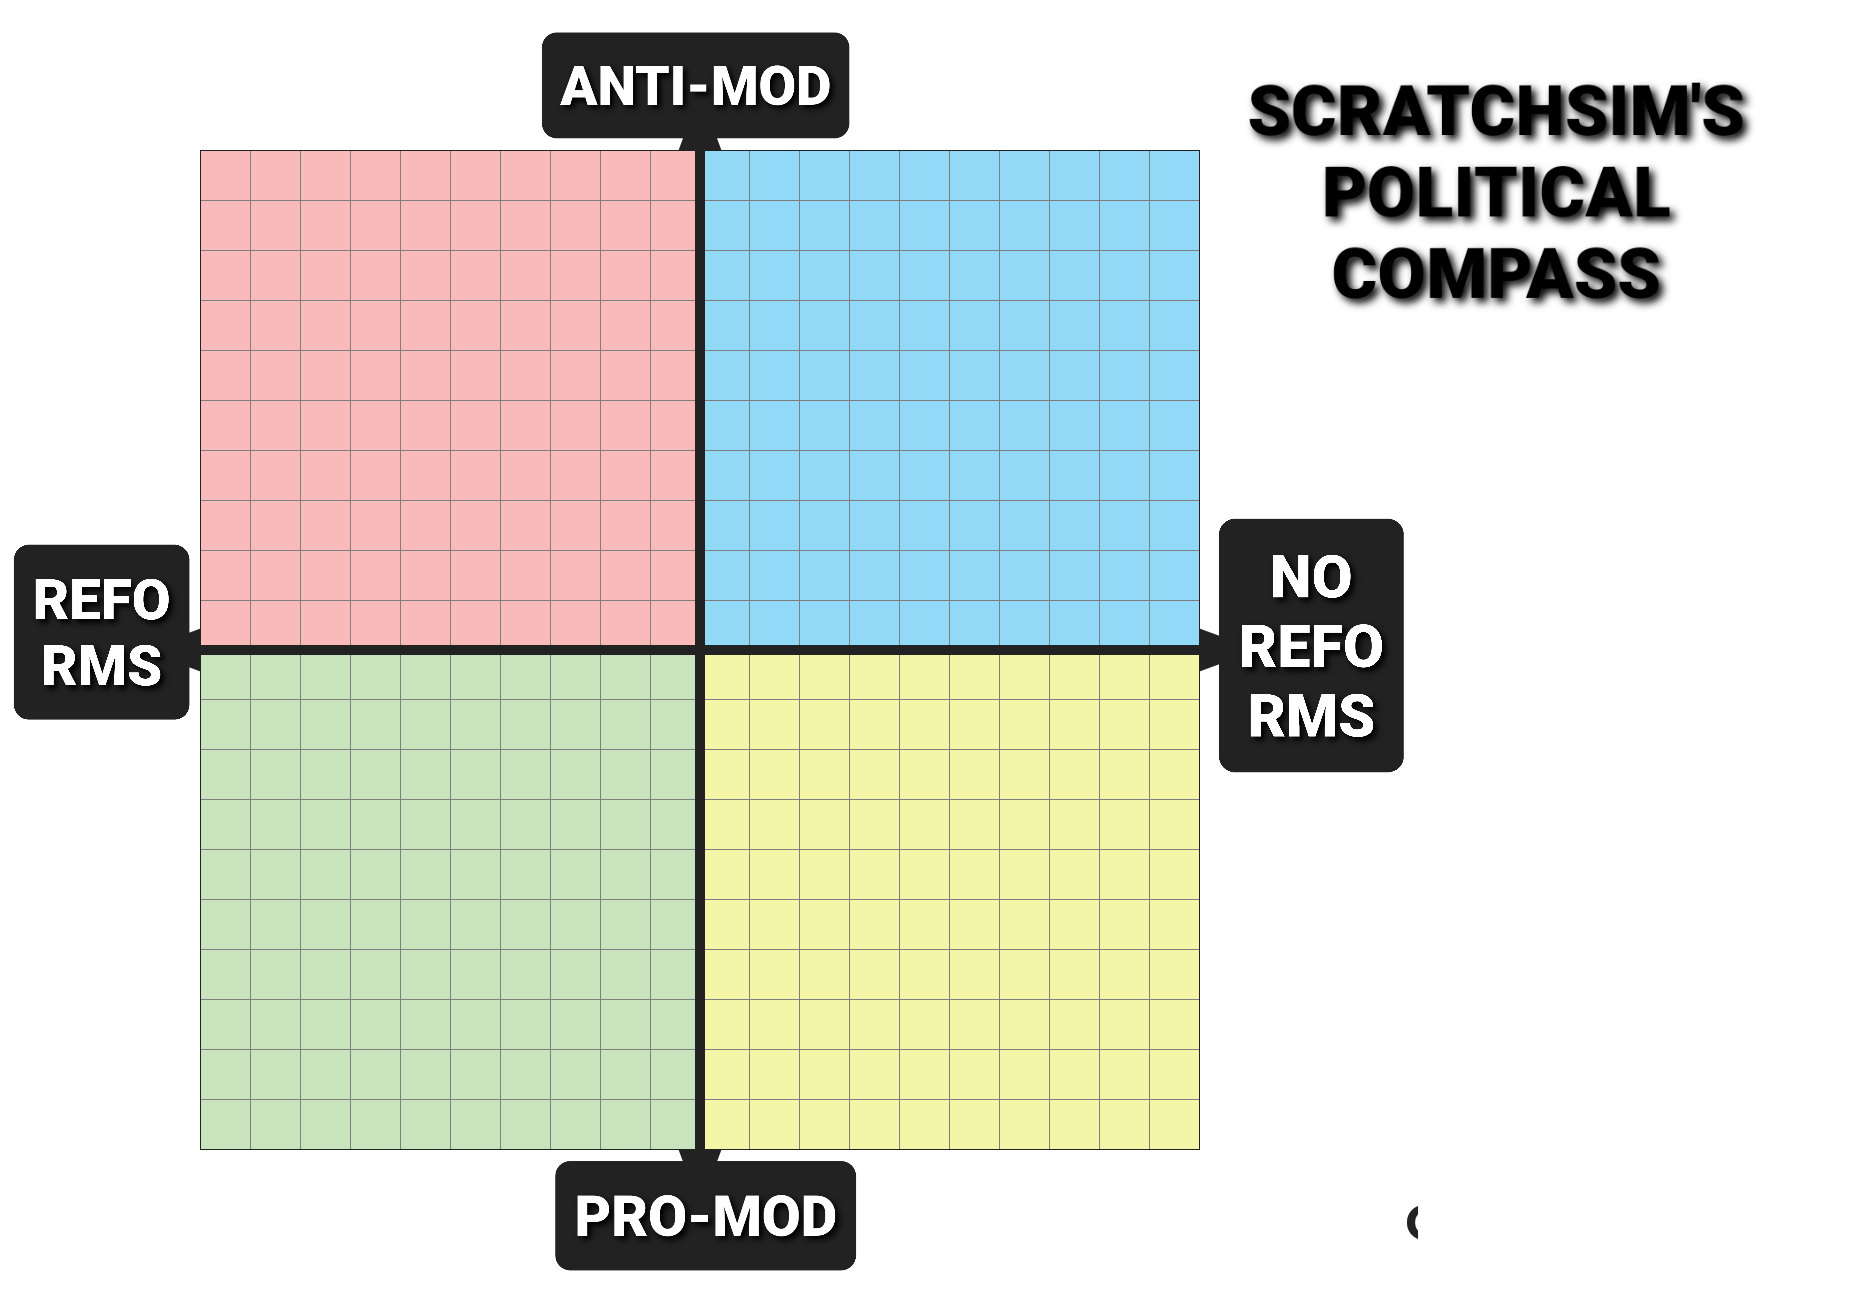 ANTI-MOD
SCRATCHSIM'S
POLITICAL
COMPASS
REFO
RMS
NO
REFO
RMS
PRO-MOD